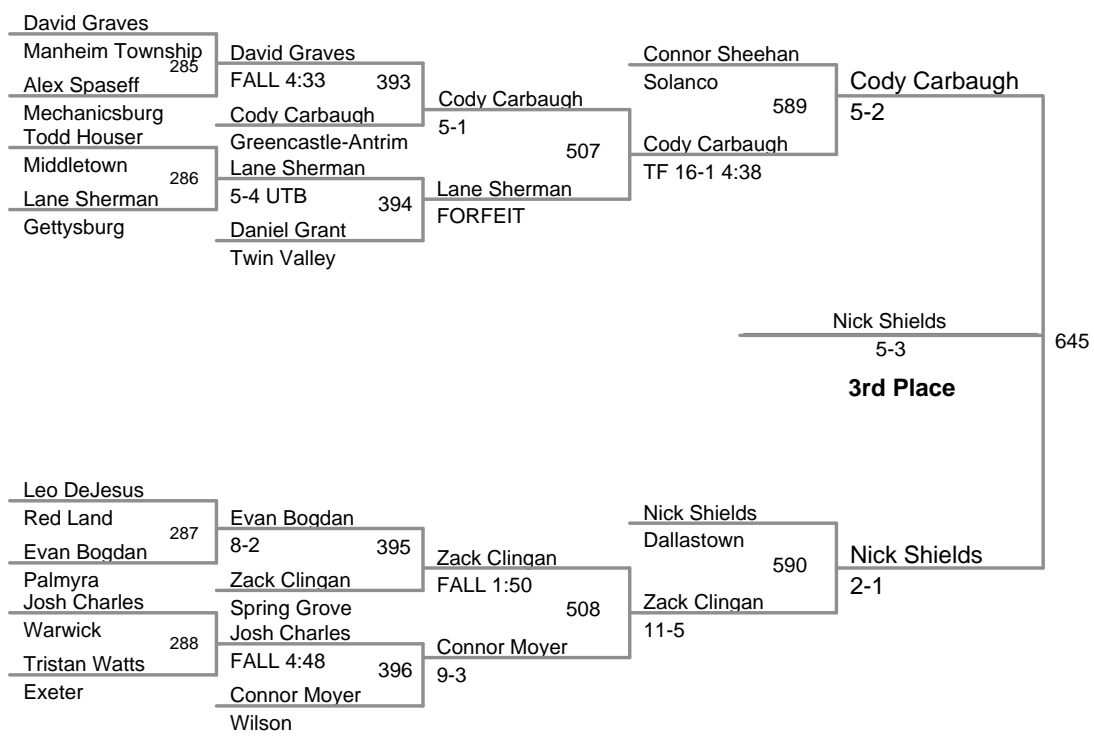 David Graves
Manheim Township
285
Alex Spaseff
Mechanicsburg
Todd Houser
Middletown
286
Lane Sherman
Gettysburg
David Graves
FALL 4:33
393
Cody Carbaugh
Greencastle-Antrim
Lane Sherman
5-4 UTB
394
Daniel Grant
Twin Valley
Cody Carbaugh
5-1
507
Lane Sherman
FORFEIT
Connor Sheehan
Solanco
589
Cody Carbaugh
TF 16-1 4:38
Cody Carbaugh
5-2
Nick Shields
5-3
645
3rd Place
Leo DeJesus
Red Land
287
Evan Bogdan
Palmyra
Josh Charles
Warwick
288
Tristan Watts
Exeter
Evan Bogdan
8-2
395
Zack Clingan
Spring Grove
Josh Charles
FALL 4:48
396
Connor Moyer
Wilson
Zack Clingan
FALL 1:50
508
Connor Moyer
9-3
Nick Shields
Dallastown
590
Zack Clingan
11-5
Nick Shields
2-1